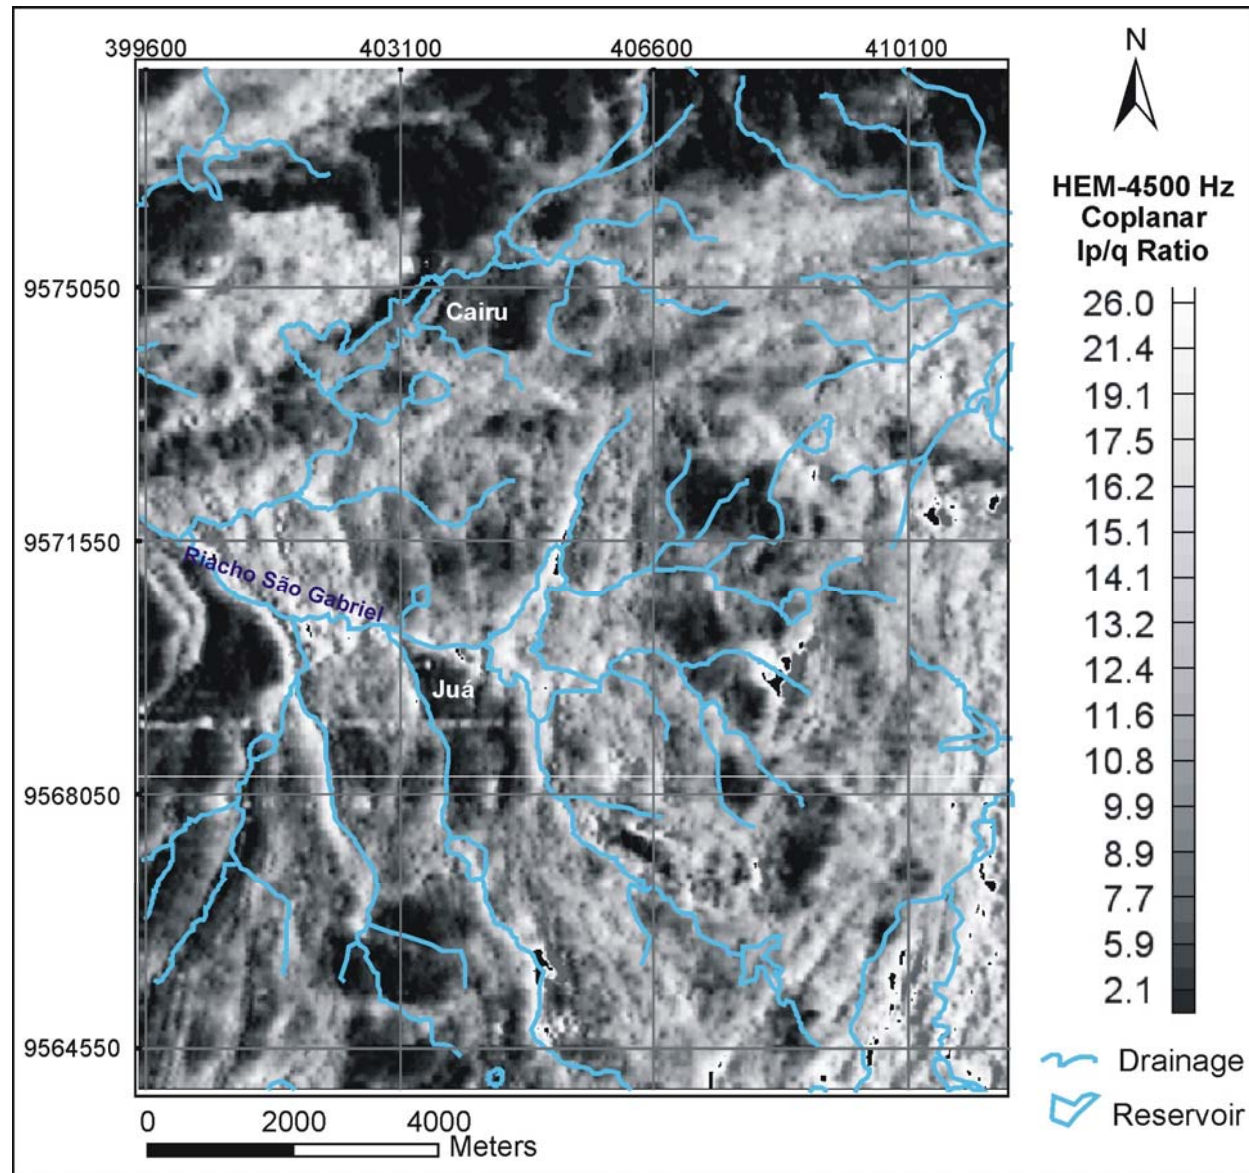 399600 403100 406600 410100
N
HEM-4500 Hz
Coplanar
Ip/q Ratio
9575050
9571550
9568050
9564550
Cairu
Riacho São Gabriel
Juá
26.0
21.4
19.1
17.5
16.2
15.1
14.1
13.2
12.4
11.6
10.8
9.9
8.9
7.7
5.9
2.1
Drainage
Reservoir
0 2000 4000
Meters